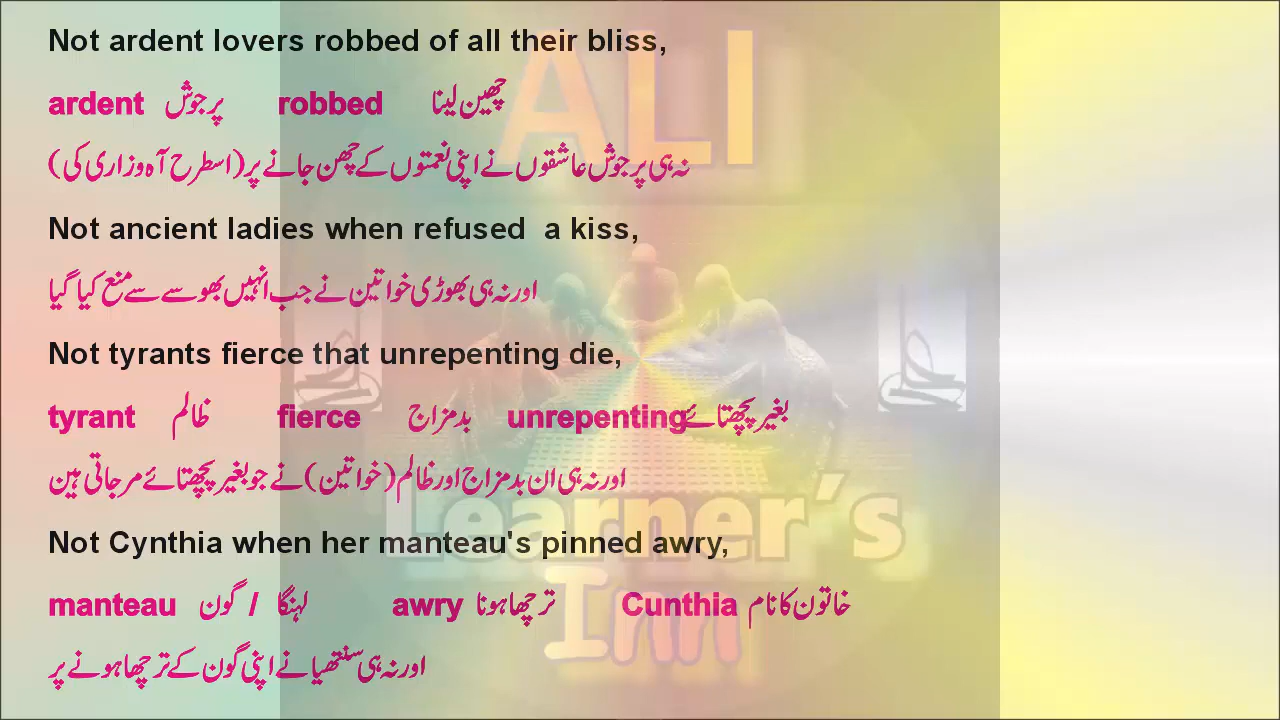 Not ardent lovers robbed of all their bliss,
ardent پرجوش robbed چھین لینا
نہ ہی پرجوش عاشقوں نے اپنی نعمتوں کے چھن جانے پر (اسطرح آہ وزاری کی)
Not ancient ladies when refused a kiss,
اور نہ ہی بھوڑی خواتین نے جب انہیں بھوسے سے منع کیا گیا
Not tyrants fierce that unrepenting die,
tyrant ظالم fierce بدمزاج unrepenting بغیر پچھتائے
اور نہ ہی ان بدمزاج اور ظالم (خواتین) نے جو بغیر پچھتائے مرجاتی ہین
Not Cynthia when her manteau's pinned awry,
manteau گون / لہنگا awry ترچھا ہونا Cunthia خاتون کا نام
اور نہ ہی سنتھیا نے اپنی گون کے ترچھا ہونے پر
ALI
Learner's
Inn